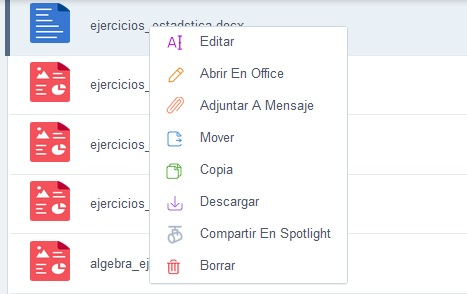 ejercicios_estadstica.docx
Editar
Abrir En Office
ejercicios_
Adjuntar A Mensaje
Mover
ejercicios_
Copia
Descargar
ejercicios_
Compartir En Spotlight
Borrar
algebra_ej